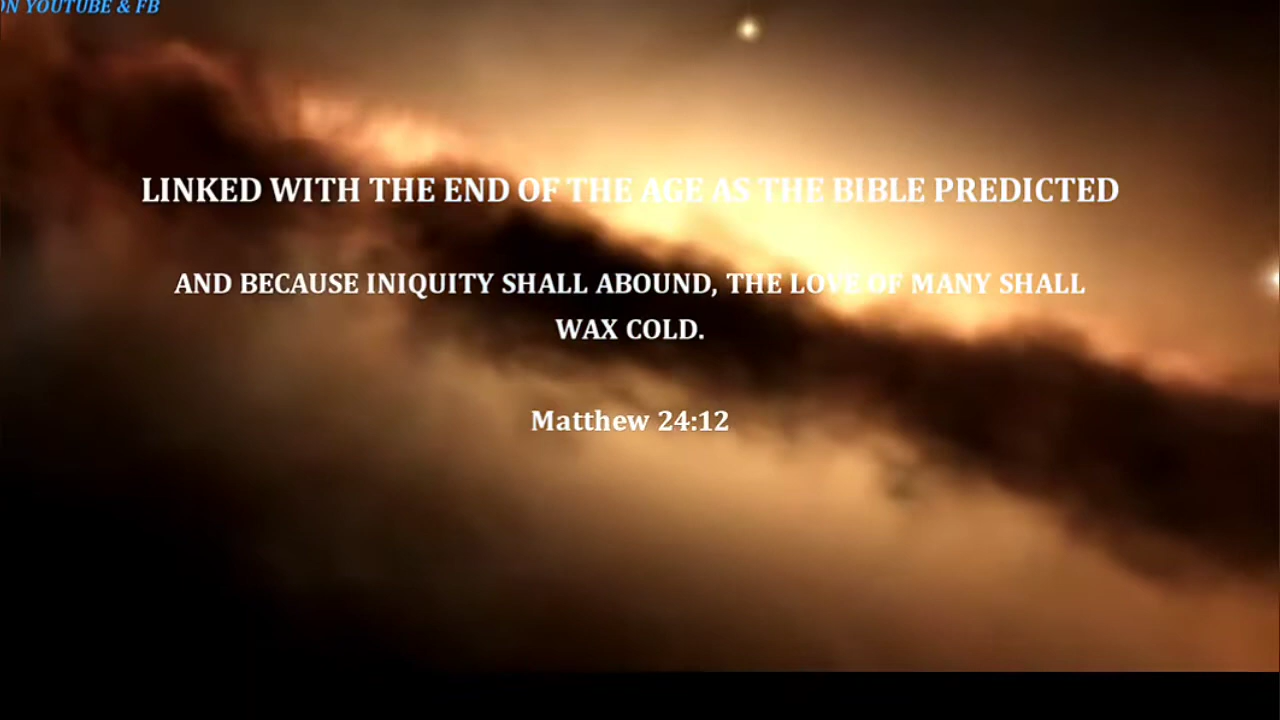 ON YOUTUBE & FB
LINKED WITH THE END OF THE AGE AS THE BIBLE PREDICTED
AND BECAUSE INIQUITY SHALL ABOUND, THE LOVE OF MANY SHALL
WAX COLD.
Matthew 24:12